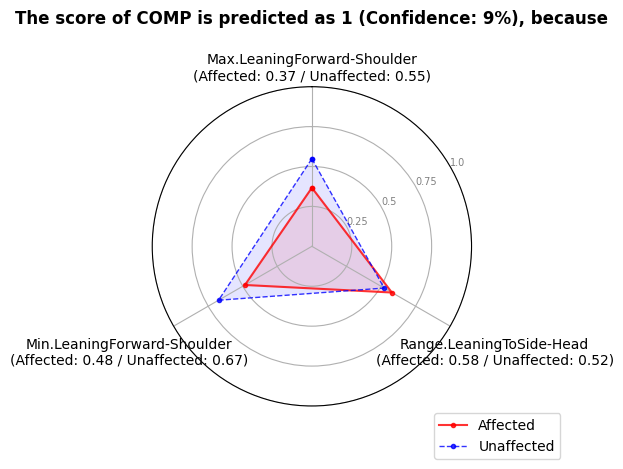 The score of COMP is predicted as 1 (Confidence: 9%), because
Max.LeaningForward-Shoulder
(Affected: 0.37 / Unaffected: 0.55)
1.0
0.75
0.5
0.25
Min.LeaningForward-Shoulder
(Affected: 0.48 / Unaffected: 0.67)
Range.LeaningToSide-Head
(Affected: 0.58 / Unaffected: 0.52)
Affected
Unaffected